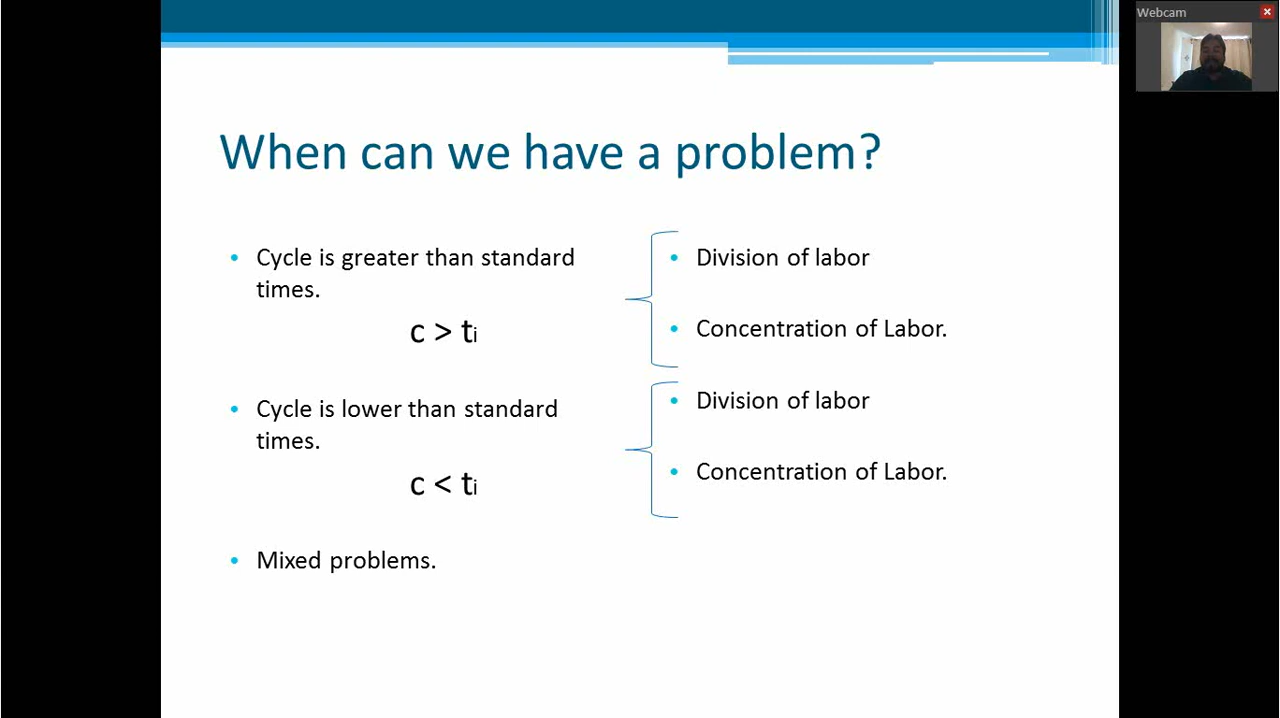 Webcam
When can we have a problem?
• Cycle is greater than standard
times.
c > ti
• Division of labor
• Concentration of Labor.
• Cycle is lower than standard
times.
c < ti
• Division of labor
• Concentration of Labor.
• Mixed problems.